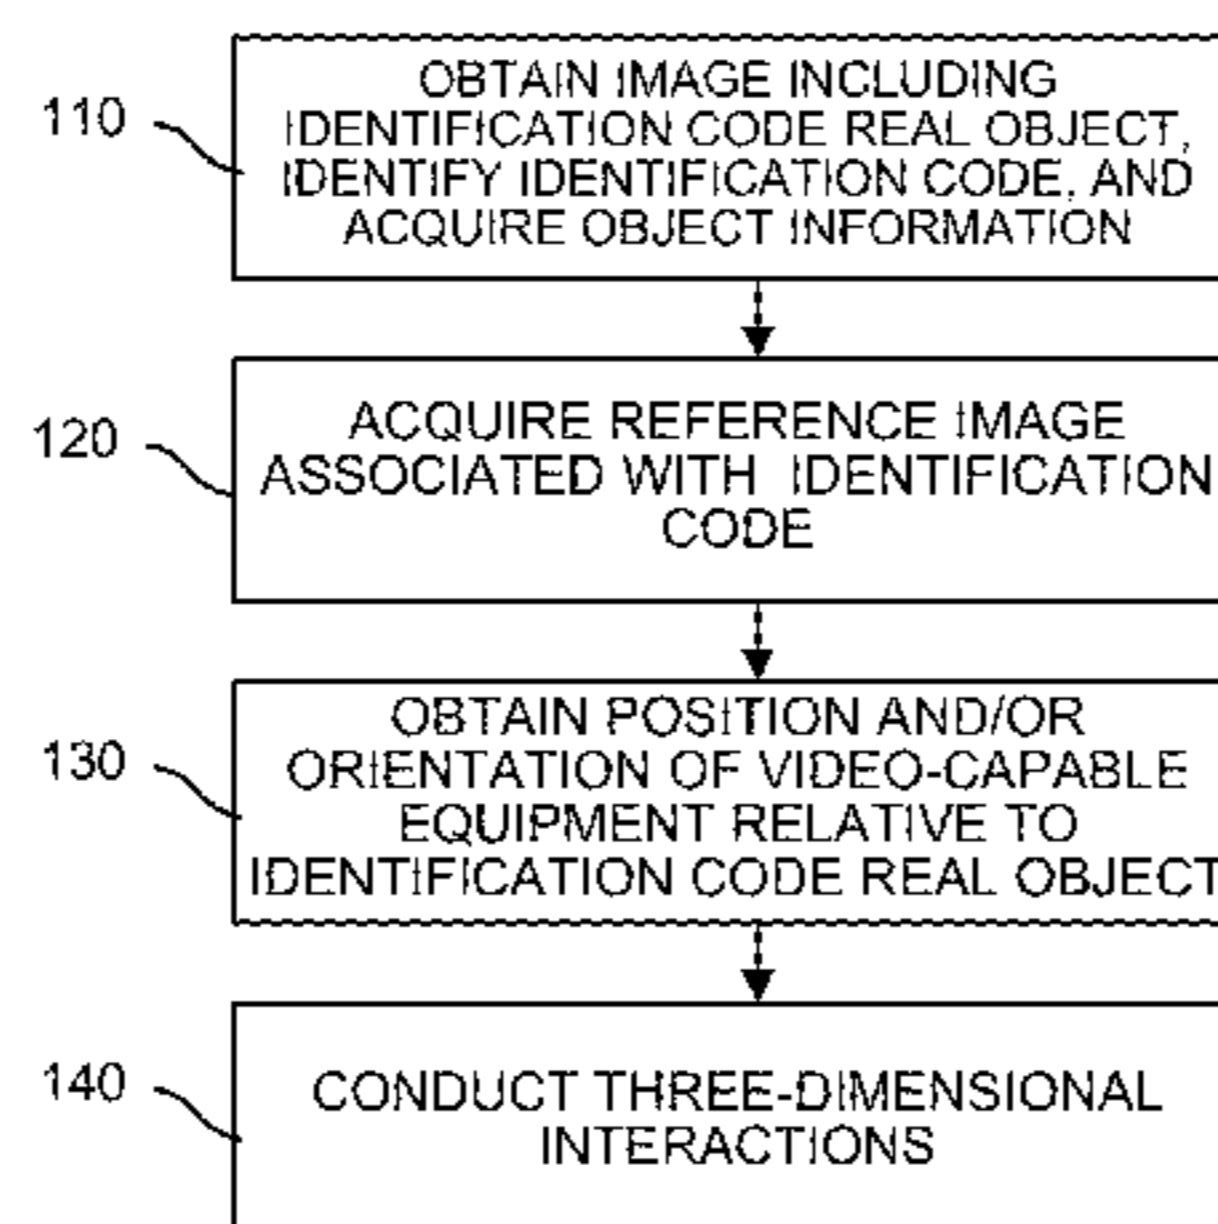 110
OBTAIN IMAGE INCLUDING
IDENTIFICATION CODE REAL OBJECT,
IDENTIFY IDENTIFICATION CODE, AND
ACQUIRE OBJECT INFORMATION
120
ACQUIRE REFERENCE IMAGE
ASSOCIATED WITH IDENTIFICATION
CODE
130
OBTAIN POSITION AND/OR
ORIENTATION OF VIDEO-CAPABLE
EQUIPMENT RELATIVE TO
IDENTIFICATION CODE REAL OBJECT
140
CONDUCT THREE-DIMENSIONAL
INTERACTIONS